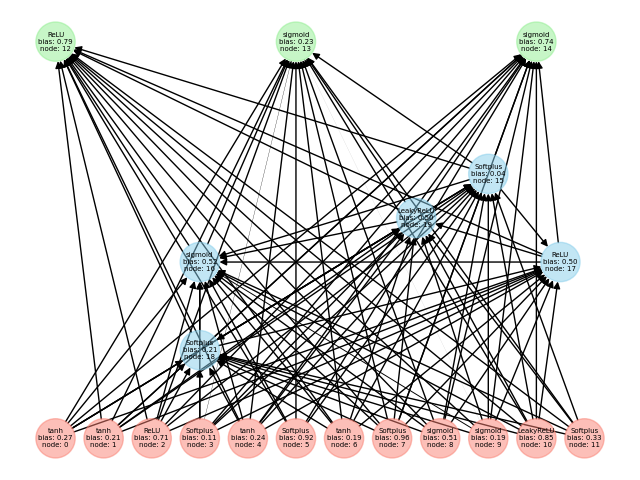 ReLU
bias: 0.79
node: 12
sigmoid
bias: 0.23
node: 13
sigmoid
bias: 0.74
node: 14
Softplus
bias: 0.04
node: 15
LeakyReLU
node: 19
sigmoid
node: 16
ReLU
bias: 0.50
node: 17
Softplus
bias: 0.21
node: 18
tanh
bias: 0.27
node: 0
tanh
bias: 0.21
node: 1
ReLU
bias: 0.71
node: 2
Softplus
bias: 0.11
node: 3
tanh
bias: 0.24
node: 4
Softplus
bias: 0.92
node: 5
tanh
bias: 0.19
node: 6
Softplus
bias: 0.96
node: 7
sigmoid
bias: 0.51
node: 8
sigmoid
bias: 0.19
node: 9
LeakyReLU
bias: 0.85
node: 10
Softplus
bias: 0.33
node: 11